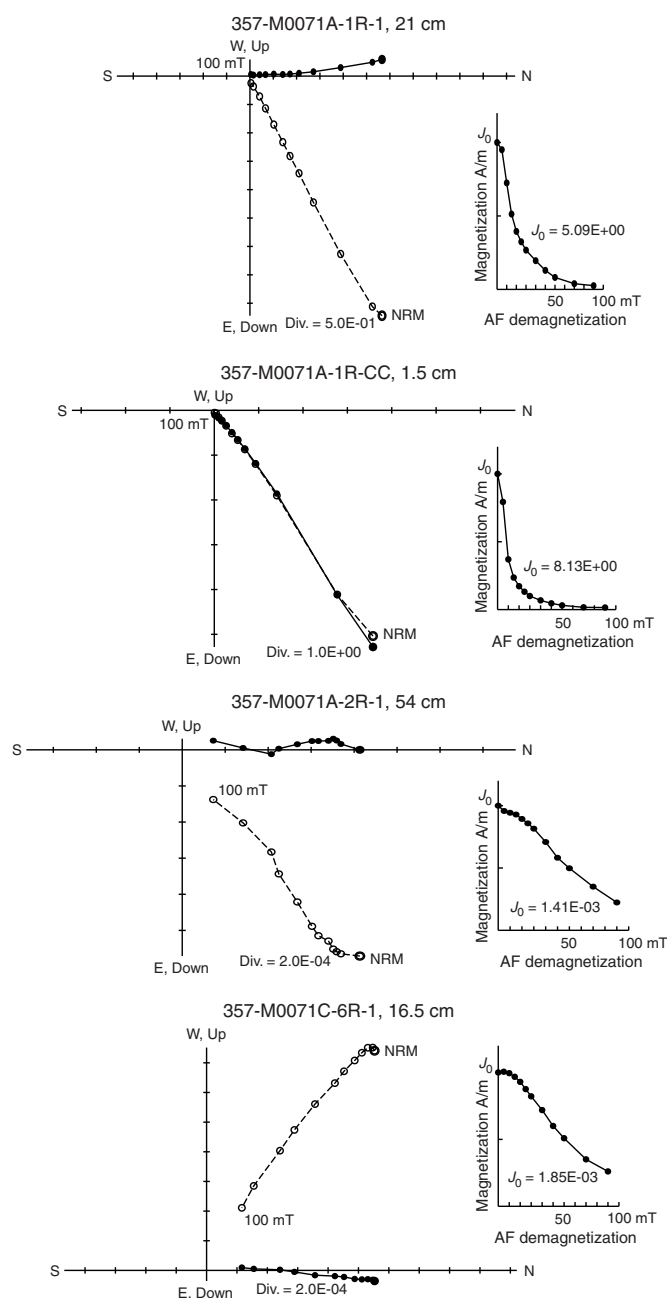 357-M0071A-1R-1, 21 cm
W, Up
100 mT
S
N
J0
Magnetization A/m
J0 = 5.09E+00
50
100
mT
AF demagnetization
NRM
Div. = 5.0E-01
E, Down
357-M0071A-1R-CC, 1.5 cm
W, Up
S
N
100 mT
J0
Magnetization A/m
J0 = 8.13E+00
50
100 mT
AF demagnetization
NRM
Div. = 1.0E+00
E, Down
357-M0071A-2R-1, 54 cm
W, Up
S
N
100 mT
J0
Magnetization A/m
J0 = 1.41E-03
50
100 mT
AF demagnetization
NRM
Div. = 2.0E-04
E, Down
357-M0071C-6R-1, 16.5 cm
W, Up
NRM
J0
Magnetization A/m
J0 = 1.85E-03
50
100 mT
AF demagnetization
100 mT
S
N
E, Down
Div. = 2.0E-04